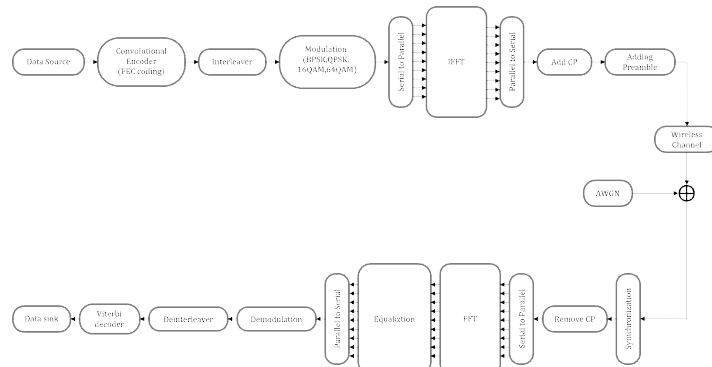 Data Source
Convolutional
Encoder
(FEC coding)
Interleaver
Modulation
(BPSK,QPSK,
16QAM,64QAM)
Serial to Parallel
IFFT
Parallel to Serial
Add CP
Adding
Preamble
Wireless
Channel
AWGN
Data sink
Viterbi
decoder
Deinterleaver
Demodulation
Parallel to Serial
Equaliztion
FFT
Serial to Parallel
Remove CP
Synchronization